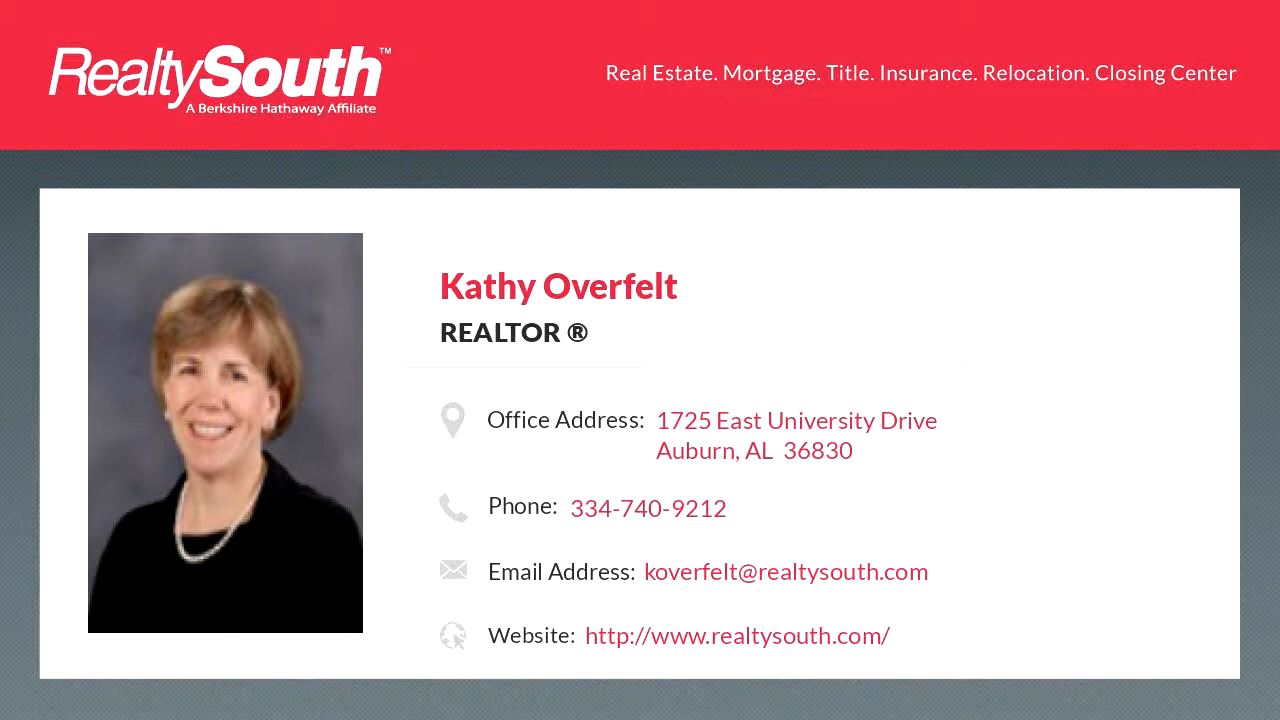 RealtySouth™
A Berkshire Hathaway Affiliate
Real Estate. Mortgage. Title. Insurance. Relocation. Closing Center
Kathy Overfelt
REALTOR ®
Office Address: 1725 East University Drive
Auburn, AL 36830
Phone: 334-740-9212
Email Address: koverfelt@realtysouth.com
Website: http://www.realtysouth.com/